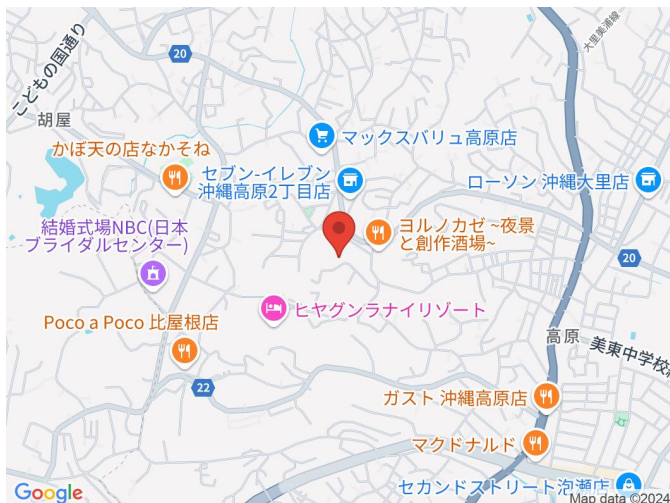 こどもの国通り
20
大里美浦線
胡屋
マックスバリュ高原店
かぼ天の店なかそね
セブン-イレブン
沖縄高原2丁目店
ローソン 沖縄大里店
結婚式場NBC(日本
ブライダルセンター)
ヨルノカゼ ~夜景
と創作酒場~
20
ヒヤグンラナイリゾート
Poco a Poco 比屋根店
高原
美東中学校
22
ガスト 沖縄高原店
マクドナルド
セカンドストリート泡瀬店
Google
Map data ©2024